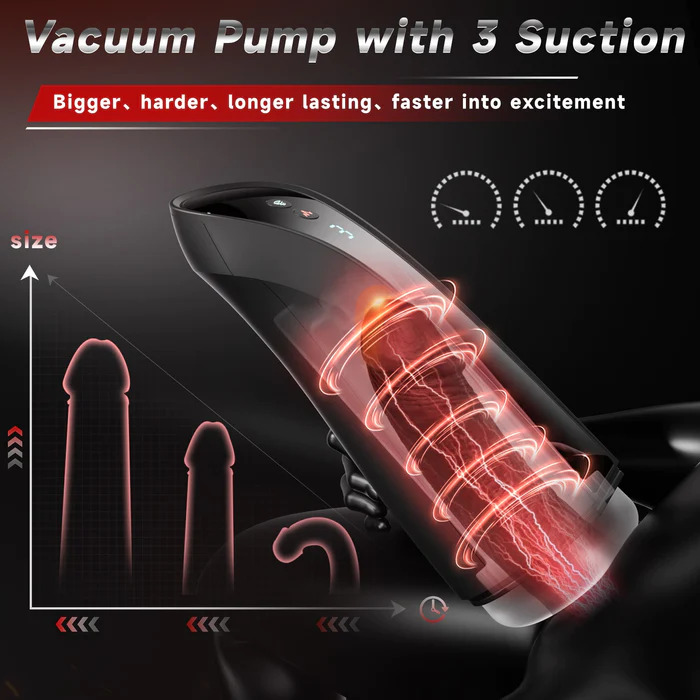 Vacuum Pump with 3 Suction
Bigger、harder、longer lasting、faster into excitement
size